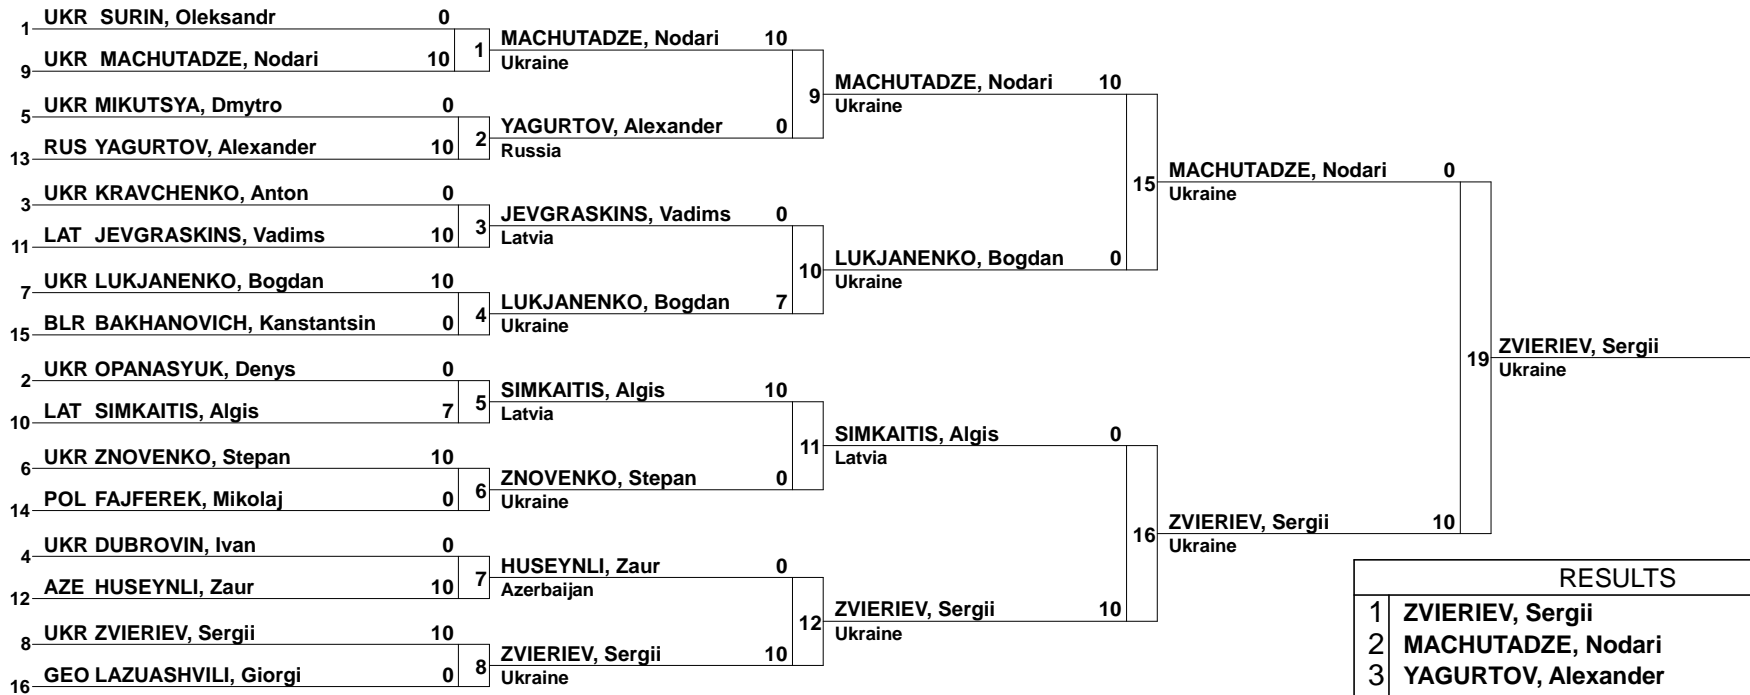 UKR SURIN, Oleksandr 0
1
UKR MACHUTADZE, Nodari 10
9
1
UKR MIKUTSYA, Dmytro 0
5
RUS YAGURTOV, Alexander 10
13
2
UKR KRAVCHENKO, Anton 0
3
LAT JEVGRASKINS, Vadims 10
11
3
UKR LUKJANENKO, Bogdan 10
7
BLR BAKHANOVICH, Kanstantsin 0
15
4
UKR OPANASYUK, Denys 0
2
LAT SIMKAITIS, Algis 7
10
5
UKR ZNOVENKO, Stepan 10
6
POL FAJFEREK, Mikolaj 0
14
6
UKR DUBROVIN, Ivan 0
4
AZE HUSEYNLI, Zaur 10
12
7
UKR ZVIERIEV, Sergii 10
8
GEO LAZUASHVILI, Giorgi 0
16
8
MACHUTADZE, Nodari 10
Ukraine
9
YAGURTOV, Alexander 0
Russia
JEVGRASKINS, Vadims 0
Latvia
10
LUKJANENKO, Bogdan 7
Ukraine
SIMKAITIS, Algis 10
Latvia
11
ZNOVENKO, Stepan 0
Ukraine
HUSEYNLI, Zaur 0
Azerbaijan
12
ZVIERIEV, Sergii 10
Ukraine
MACHUTADZE, Nodari 10
Ukraine
15
LUKJANENKO, Bogdan 0
Ukraine
SIMKAITIS, Algis 0
Latvia
16
ZVIERIEV, Sergii 10
Ukraine
MACHUTADZE, Nodari 0
Ukraine
19
ZVIERIEV, Sergii 10
Ukraine
ZVIERIEV, Sergii
Ukraine
RESULTS
1 ZVIERIEV, Sergii
2 MACHUTADZE, Nodari
3 YAGURTOV, Alexander